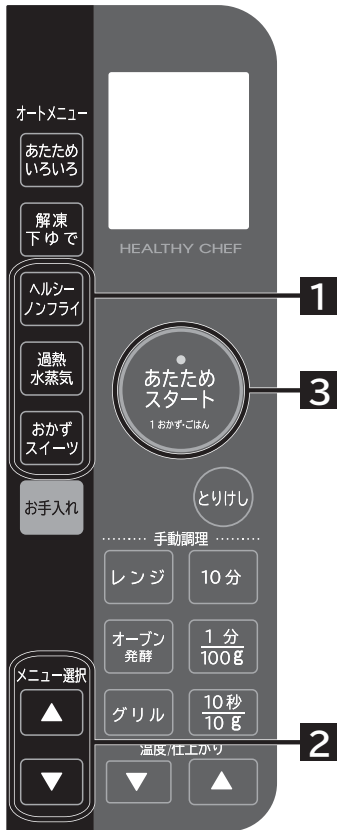 オートメニュー
あたため
いろいろ
解凍
下ゆで
HEALTHY CHEF
ヘルシー
ノンフライ
1
過熱
水蒸気
あたため
スタート
1 おかず・ごはん
3
おかず
スイーツ
お手入れ
とりけし
手動調理
レンジ
10分
オーブン
発酵
1分
100g
グリル
10秒
10g
メニュー選択
▲
▼
2
温度/仕上がり
▼
▲